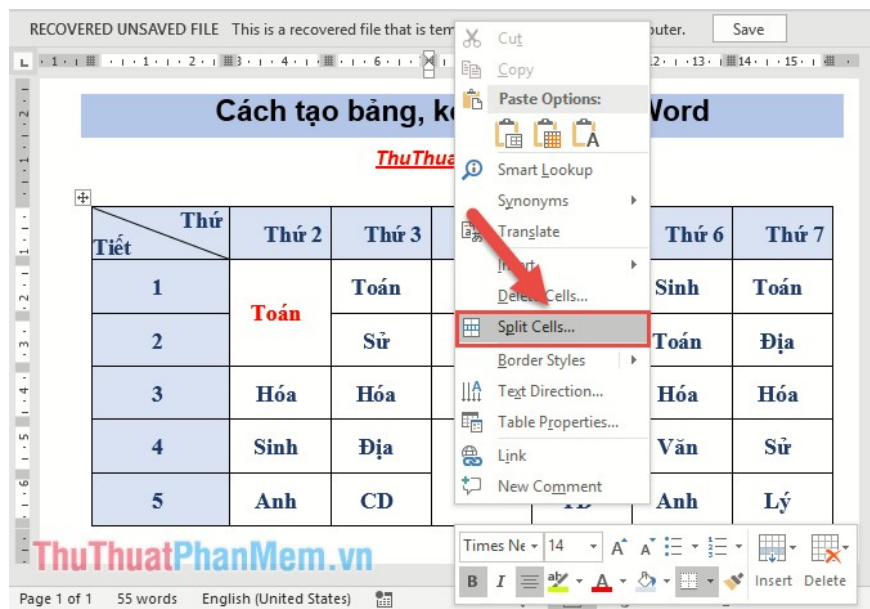 RECOVERED UNSAVED FILE This is a recovered file that is tem puter. Save
Cut
Copy
Paste Options:
Smart Lookup
Synonyms
Translate
Insert
Delete Cells...
Split Cells...
Border Styles
Text Direction...
Table Properties...
Link
New Comment
Cách tạo bảng, Word
ThuThua
Thứ
Tiết
Thứ 2 Thứ 3 Thứ 6 Thứ 7
1 Toán Toán Sinh Toán
2 Sử Toán Địa
3 Hóa Hóa Hóa Hóa
4 Sinh Địa Văn Sử
5 Anh CD TD Anh Lý
ThuThuatPhanMem.vn
Times Ne 14
B I
Insert Delete
Page 1 of 1 55 words English (United States)